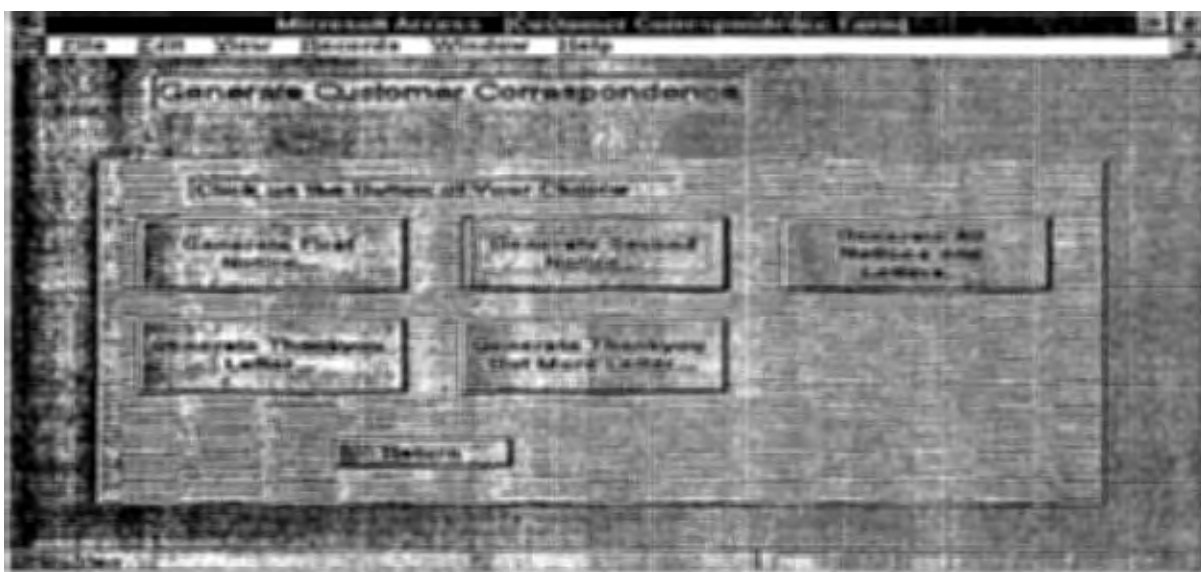 Microsoft Access - [Customer Correspondence Form]
File Edit View Records Window Help
Generate Customer Correspondence
Click on the Button of Your Choice
Generate First
Notice...
Generate Second
Notice...
Generate All
Notices and
Letters...
Generate Thankyou
Letter...
Generate Thankyou
But More Letter...
Return